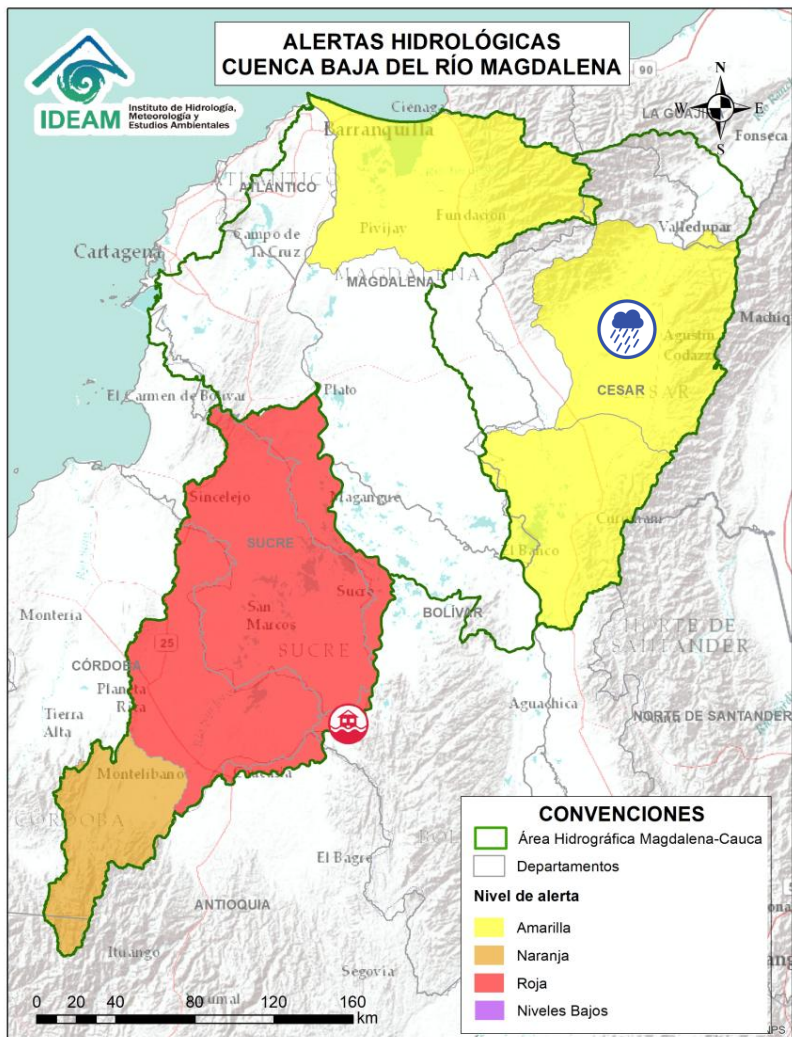 ALERTAS HIDROLÓGICAS
CUENCA BAJA DEL RÍO MAGDALENA
IDEAM
Instituto de Hidrología,
Meteorología y
Estudios Ambientales
N
W
E
S
90
LA GUAJIRA
Fonseca
Cienaga
Barranquilla
ATLÁNTICO
Cartagena
Campo de
la Cruz
Pivijay
Fundación
Valledupar
MAGDALENA
MAGDALENA
Agustín
Codazzi
CESAR
El Carmen de Bolívar
Plato
Sincelejo
Magangue
SUCRE
El Banco
San
Marcos
Sucre
BOLÍVAR
SUCRE
Montería
25
CÓRDOBA
Planeta
Rica
Tierra
Alta
NORTE DE
SANTANDER
NORTE DE SANTANDER
Aguachica
Montelíbano
CÓRDOBA
El Bagre
ANTIOQUIA
Ituango
Segovia
CONVENCIONES
Área Hidrográfica Magdalena-Cauca
Departamentos
Nivel de alerta
Amarilla
Naranja
Roja
Niveles Bajos
0 20 40 80 120 160
km